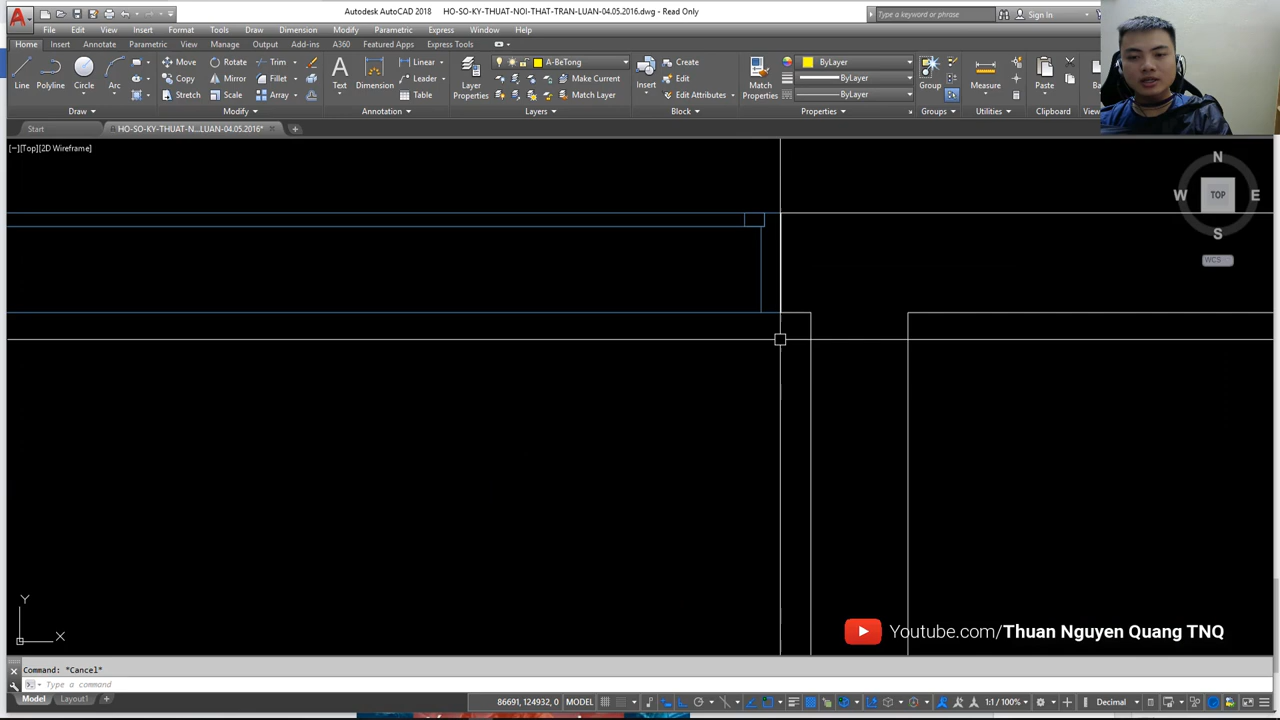 Autodesk AutoCAD 2018 HO-SO-KY-THUAT-NOI-THAT-TRAN-LUAN-04.05.2016.dwg - Read Only
Type a keyword or phrase
Sign In
File Edit View Insert Format Tools Draw Dimension Modify Parametric Express Window Help
Home Insert Annotate Parametric View Manage Output Add-ins A360 Featured Apps Express Tools
Line Polyline Circle Arc
Move Rotate Trim
Copy Mirror Fillet
Stretch Scale Array
Text Dimension
Linear
Leader
Table
Layer Properties
A-BeTong
Make Current
Match Layer
Insert
Create
Edit
Edit Attributes
Match Properties
ByLayer
ByLayer
ByLayer
Group
Measure
Paste
Draw Modify Annotation Layers Block Properties Groups Utilities Clipboard
Start HO-SO-KY-THUAT-N...LUAN-04.05.2016*
[−][Top][2D Wireframe]
N
W TOP E
S
WCS
Y
X
Youtube.com/Thuan Nguyen Quang TNQ
Command: *Cancel*
Type a command
Model Layout1
86691, 124932, 0 MODEL 1:1 / 100% Decimal